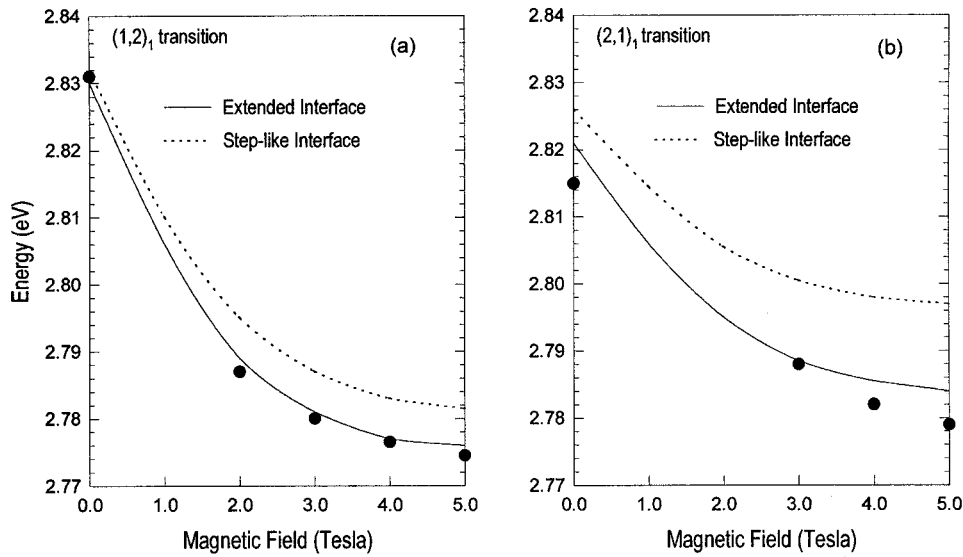 2.84
2.83
2.82
2.81
2.80
2.79
2.78
2.77
Energy (eV)
(1,2)₁ transition
(a)
Extended Interface
Step-like Interface
0.0 1.0 2.0 3.0 4.0 5.0
Magnetic Field (Tesla)
2.84
2.83
2.82
2.81
2.80
2.79
2.78
2.77
(2,1)₁ transition
(b)
Extended Interface
Step-like Interface
0.0 1.0 2.0 3.0 4.0 5.0
Magnetic Field (Tesla)